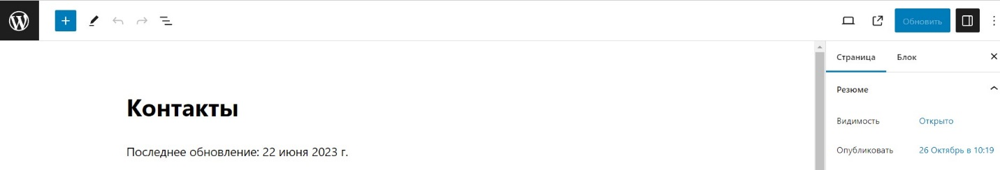 Обновить
Страница Блок
Контакты
Резюме
Видимость Открыто
Последнее обновление: 22 июня 2023 г.
Опубликовать 26 Октябрь в 10:19